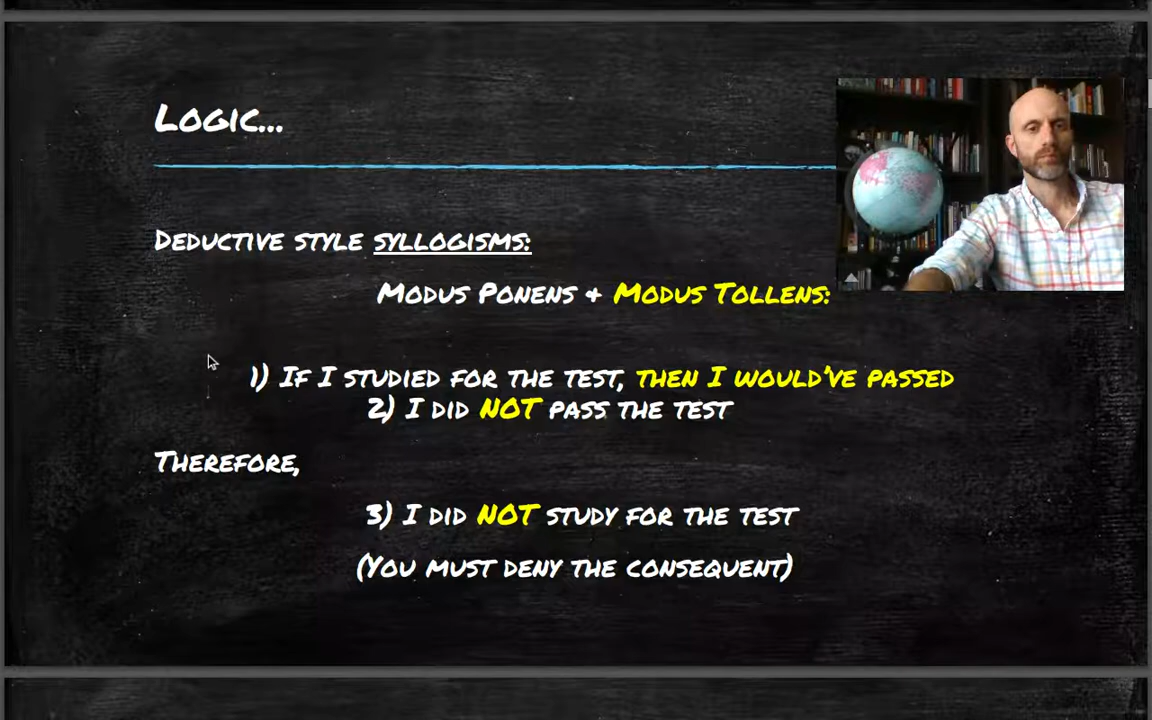 Logic...
Deductive style syllogisms:
Modus Ponens + Modus Tollens:
1) If I studied for the test, then I would've passed
2) I did NOT pass the test
Therefore,
3) I did NOT study for the test
(You must deny the consequent)